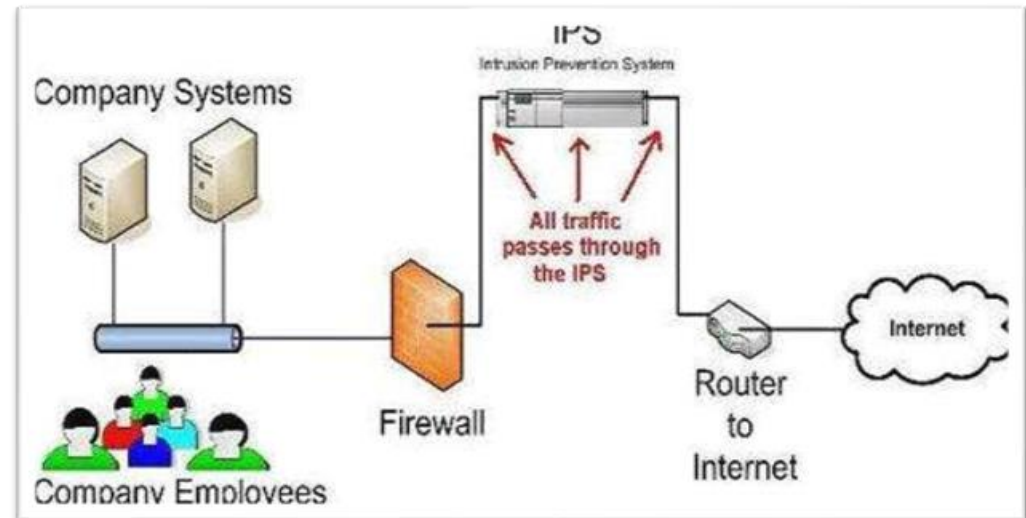 IPS
Intrusion Prevention System
Company Systems
All traffic
passes through
the IPS
Internet
Firewall
Router
to
Internet
Company Employees